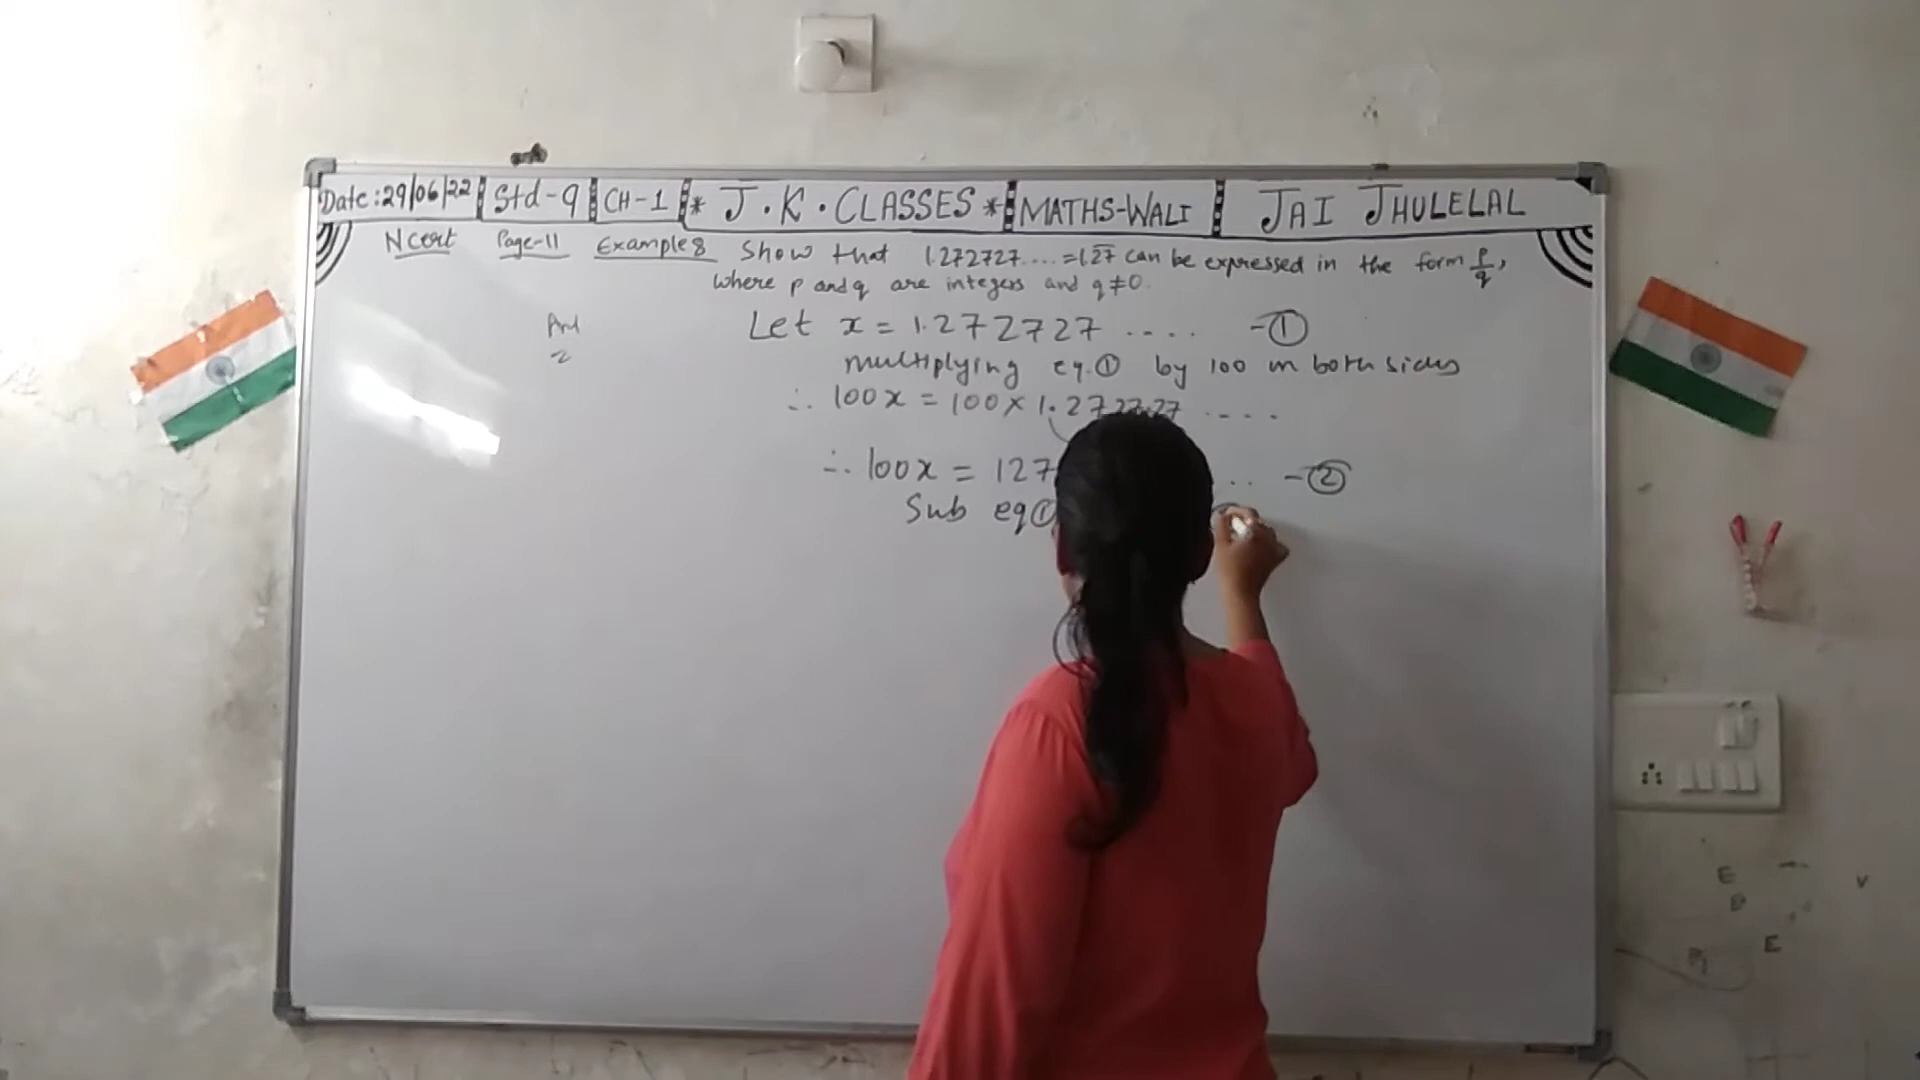 Date:29/06/22 Std-9 CH-1 * J.K.CLASSES * MATHS-WALI JAI JHULELAL
Ncert Page-11 Example 8 Show that 1.272727.... = 1.2̅7̅ can be expressed in the form p/q,
where p and q are integers and q≠0.
Let x = 1.272727 .... -①
multiplying eq.① by 100 in both sides
∴ 100x = 100 × 1.272727 ....
∴ 100x = 127 .. -②
Sub eq①
E
v
E